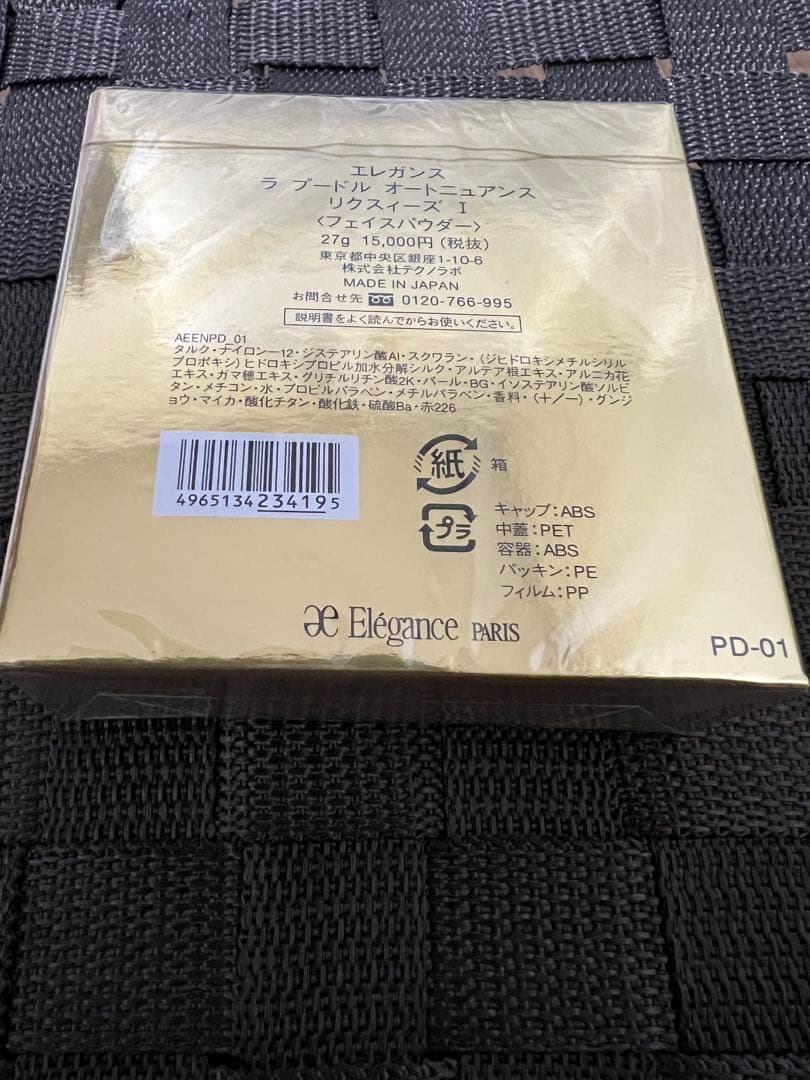 エレガンス
ラ プードル オートニュアンス
リクスィーズ I
〈フェイスパウダー〉
27g 15,000円(税抜)
東京都中央区銀座1-10-6
株式会社テクノラボ
MADE IN JAPAN
お問合せ先 0120-766-995
説明書をよく読んでからお使いください。
AEENPD_01
タルク・ナイロン-12・ジステアリン酸Al・スクワラン・(ジヒドロキシメチルシリル
プロポキシ)ヒドロキシプロピル加水分解シルク・アルテア根エキス・アルニカ花
エキス・ガマ穂エキス・グリチルリチン酸2K・パール・BG・イソステアリン酸ソルビ
タン・メチコン・水・プロピルパラベン・メチルパラベン・香料・(+/-)・グンジ
ョウ・マイカ・酸化チタン・酸化鉄・硫酸Ba・赤226
4965134234195
紙 箱
プラ
キャップ:ABS
中蓋:PET
容器:ABS
パッキン:PE
フィルム:PP
æ Elégance PARIS
PD-01